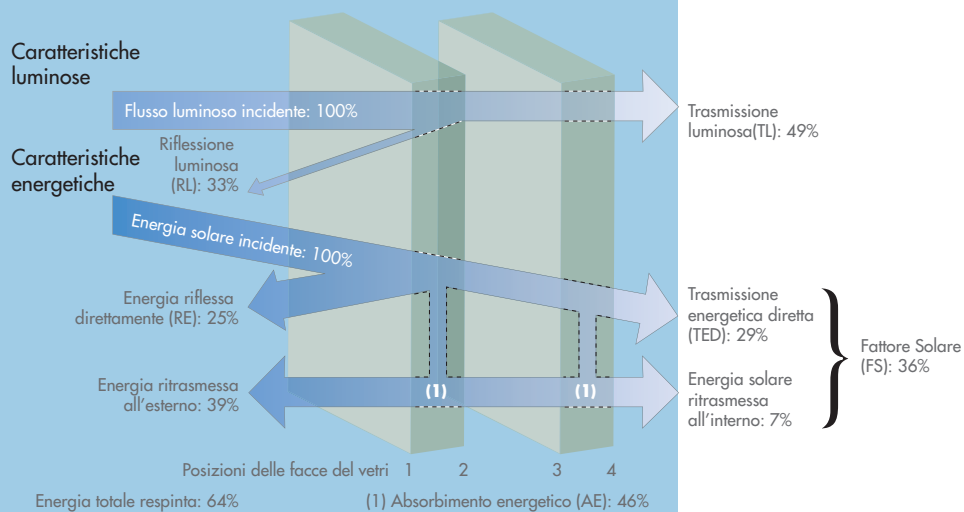 Caratteristiche
luminose
Flusso luminoso incidente: 100%
Trasmissione
luminosa(TL): 49%
Riflessione
luminosa
(RL): 33%
Caratteristiche
energetiche
Energia solare incidente: 100%
Energia riflessa
direttamente (RE): 25%
Trasmissione
energetica diretta
(TED): 29%
Fattore Solare
(FS): 36%
Energia ritrasmessa
all'esterno: 39%
(1)
(1)
Energia solare
ritrasmessa
all'interno: 7%
Posizioni delle facce del vetri 1 2 3 4
Energia totale respinta: 64%
(1) Absorbimento energetico (AE): 46%